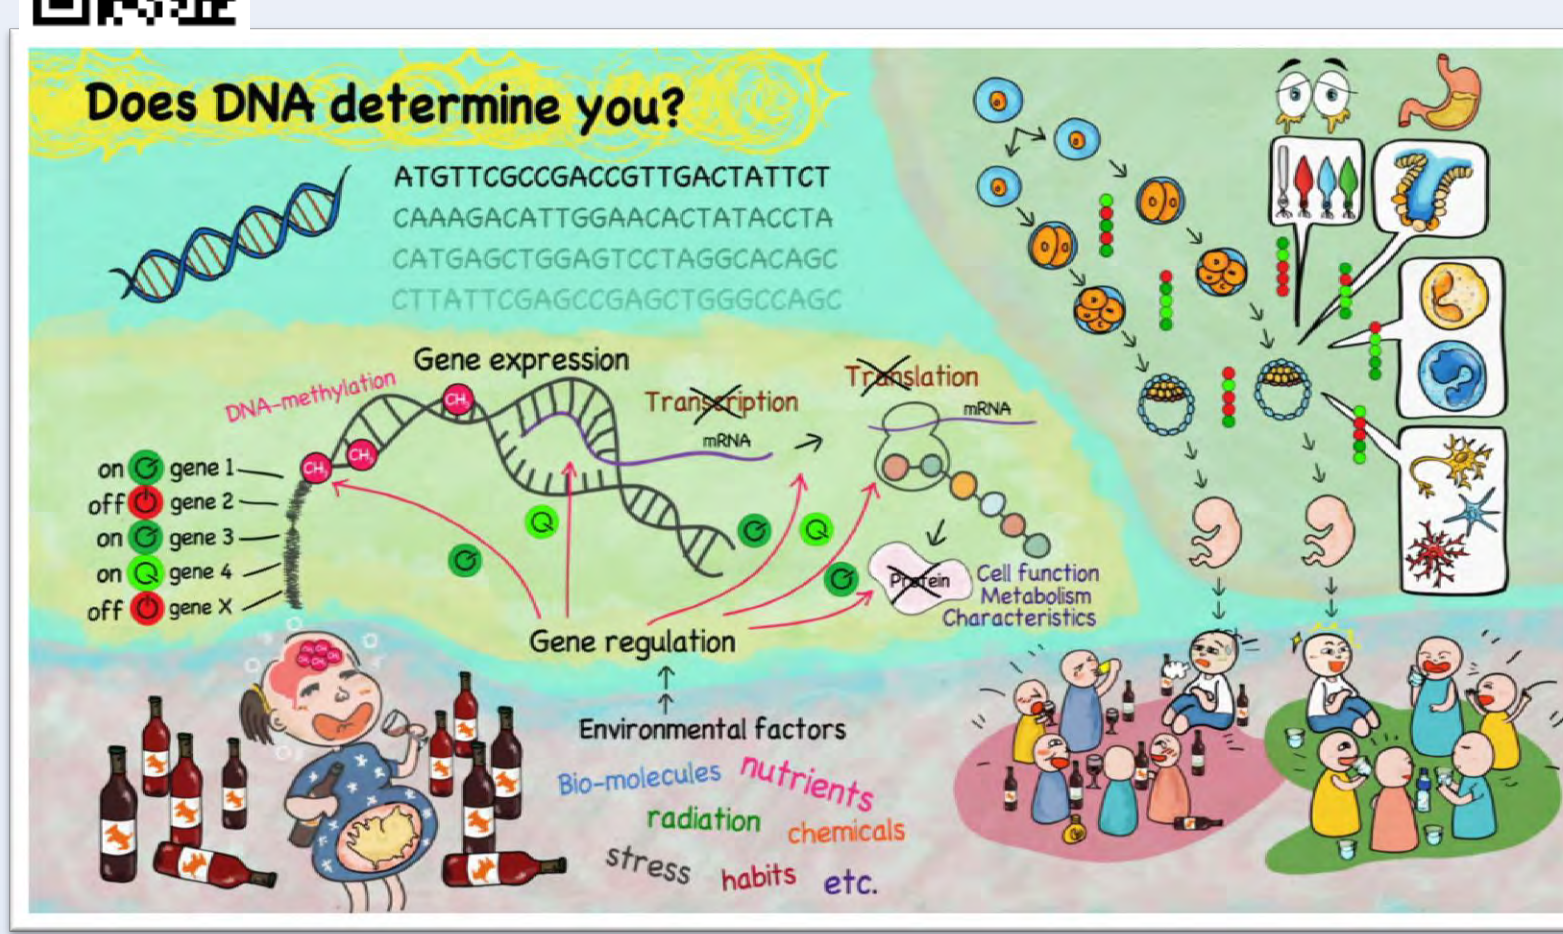 Does DNA determine you?
ATGTTCGCCGACCGTTGACTATTCT
CAAAGACATTGGAACACTATACCTA
CATGAGCTGGAGTCCTAGGCACAGC
CTTATTCGAGCCGAGCTGGGCCAGC
Gene expression
DNA-methylation
CH₃
CH₃
CH₃
Transcription
mRNA
Translation
mRNA
on gene 1
off gene 2
on gene 3
on gene 4
off gene X
Protein
Cell function
Metabolism
Characteristics
Gene regulation
Environmental factors
Bio-molecules nutrients
radiation chemicals
stress habits etc.